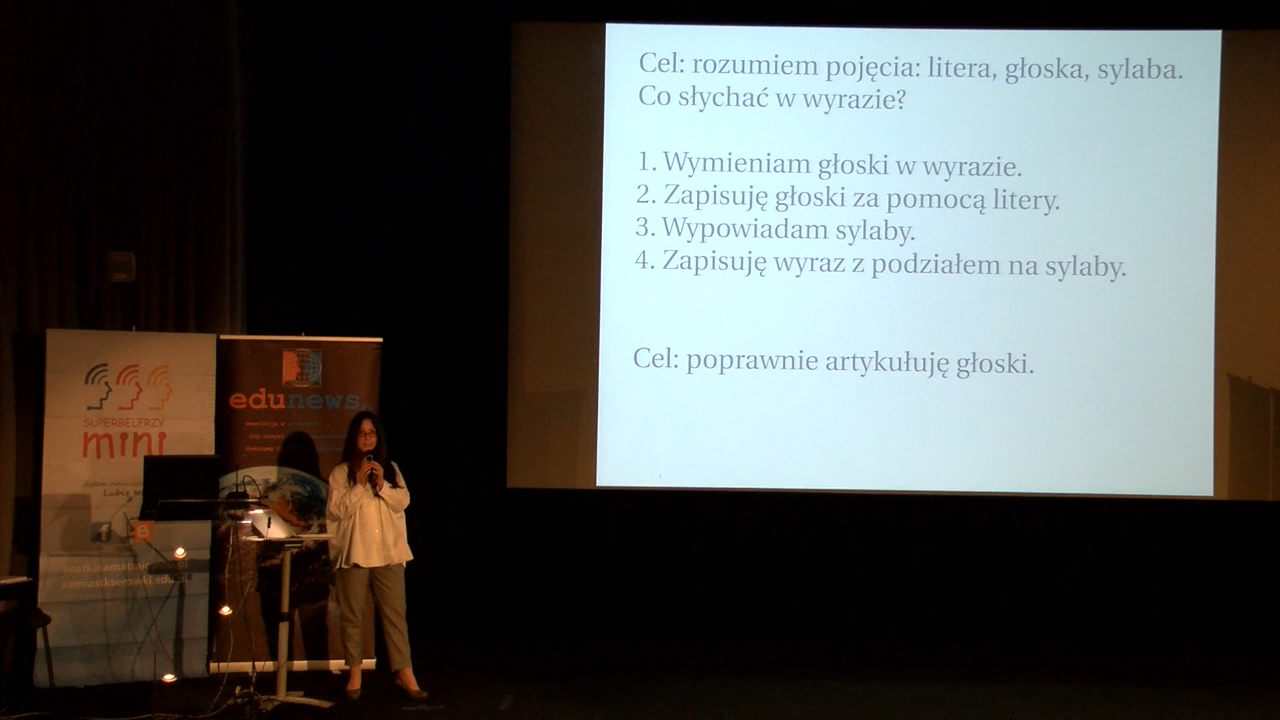 Cel: rozumiem pojęcia: litera, głoska, sylaba.
Co słychać w wyrazie?
1. Wymieniam głoski w wyrazie.
2. Zapisuję głoski za pomocą litery.
3. Wypowiadam sylaby.
4. Zapisuję wyraz z podziałem na sylaby.
Cel: poprawnie artykułuję głoski.
SUPERBELFRZY
mini
edunews